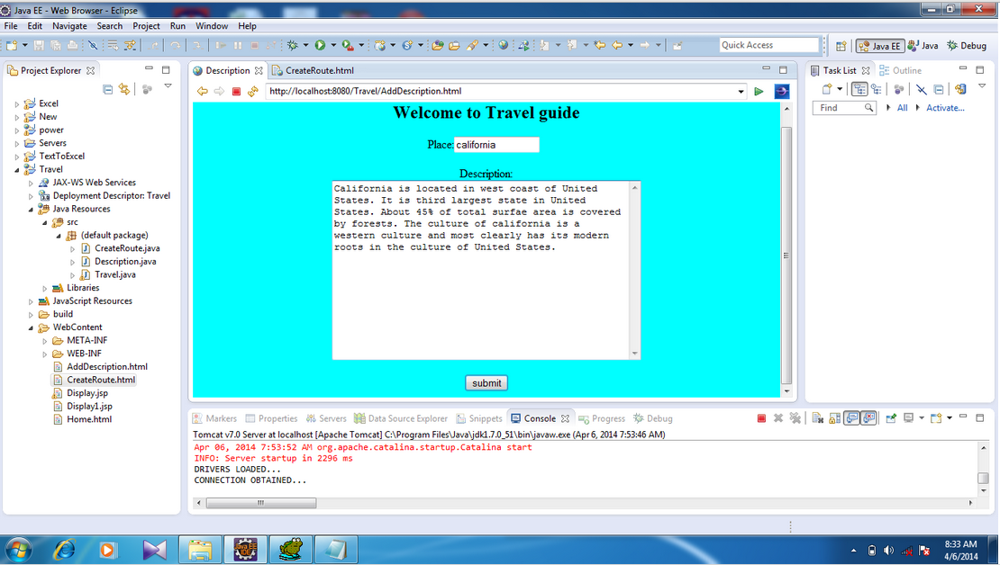 Java EE - Web Browser - Eclipse
File Edit Navigate Search Project Run Window Help
Quick Access
Java EE Java Debug
Project Explorer
Excel
New
power
Servers
TextToExcel
Travel
JAX-WS Web Services
Deployment Descriptor: Travel
Java Resources
src
(default package)
CreateRoute.java
Description.java
Travel.java
Libraries
JavaScript Resources
build
WebContent
META-INF
WEB-INF
AddDescription.html
CreateRoute.html
Display.jsp
Display1.jsp
Home.html
Description CreateRoute.html
http://localhost:8080/Travel/AddDescription.html
Welcome to Travel guide
Place: california
Description:
California is located in west coast of United
States. It is third largest state in United
States. About 45% of total surfae area is covered
by forests. The culture of california is a
western culture and most clearly has its modern
roots in the culture of United States.
submit
Task List Outline
Find All Activate...
Markers Properties Servers Data Source Explorer Snippets Console Progress Debug
Tomcat v7.0 Server at localhost [Apache Tomcat] C:\Program Files\Java\jdk1.7.0_51\bin\javaw.exe (Apr 6, 2014 7:53:46 AM)
Apr 06, 2014 7:53:52 AM org.apache.catalina.startup.Catalina start
INFO: Server startup in 2296 ms
DRIVERS LOADED...
CONNECTION OBTAINED...
Java EE
IDE
8:33 AM
4/6/2014